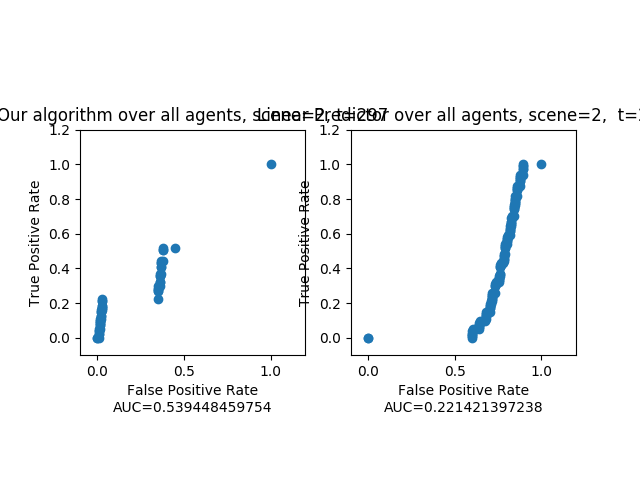 Our algorithm over all agents, scene=2, t=297
Linear Predictor over all agents, scene=2, t=
1.2
1.0
0.8
0.6
0.4
0.2
0.0
True Positive Rate
0.0 0.5 1.0
False Positive Rate
AUC=0.539448459754
1.2
1.0
0.8
0.6
0.4
0.2
0.0
True Positive Rate
0.0 0.5 1.0
False Positive Rate
AUC=0.221421397238